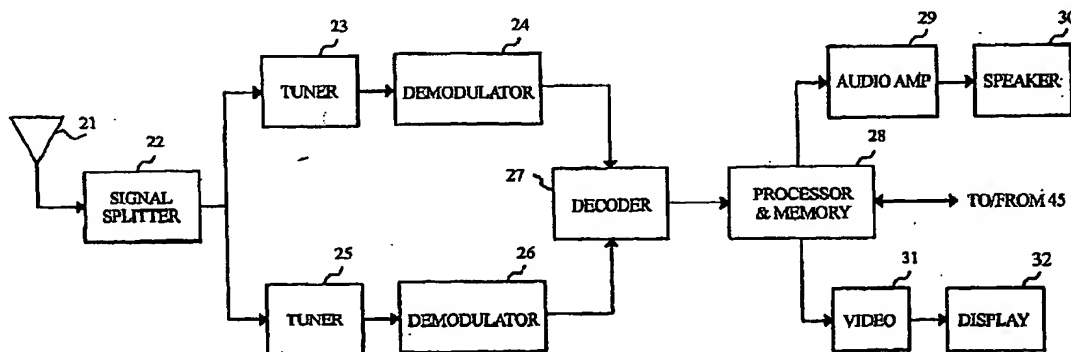 23
24
29
30
TUNER
DEMODULATOR
AUDIO AMP
SPEAKER
21
22
SIGNAL
SPLITTER
27
DECODER
28
PROCESSOR
& MEMORY
TO/FROM 45
25
26
TUNER
DEMODULATOR
31
32
VIDEO
DISPLAY